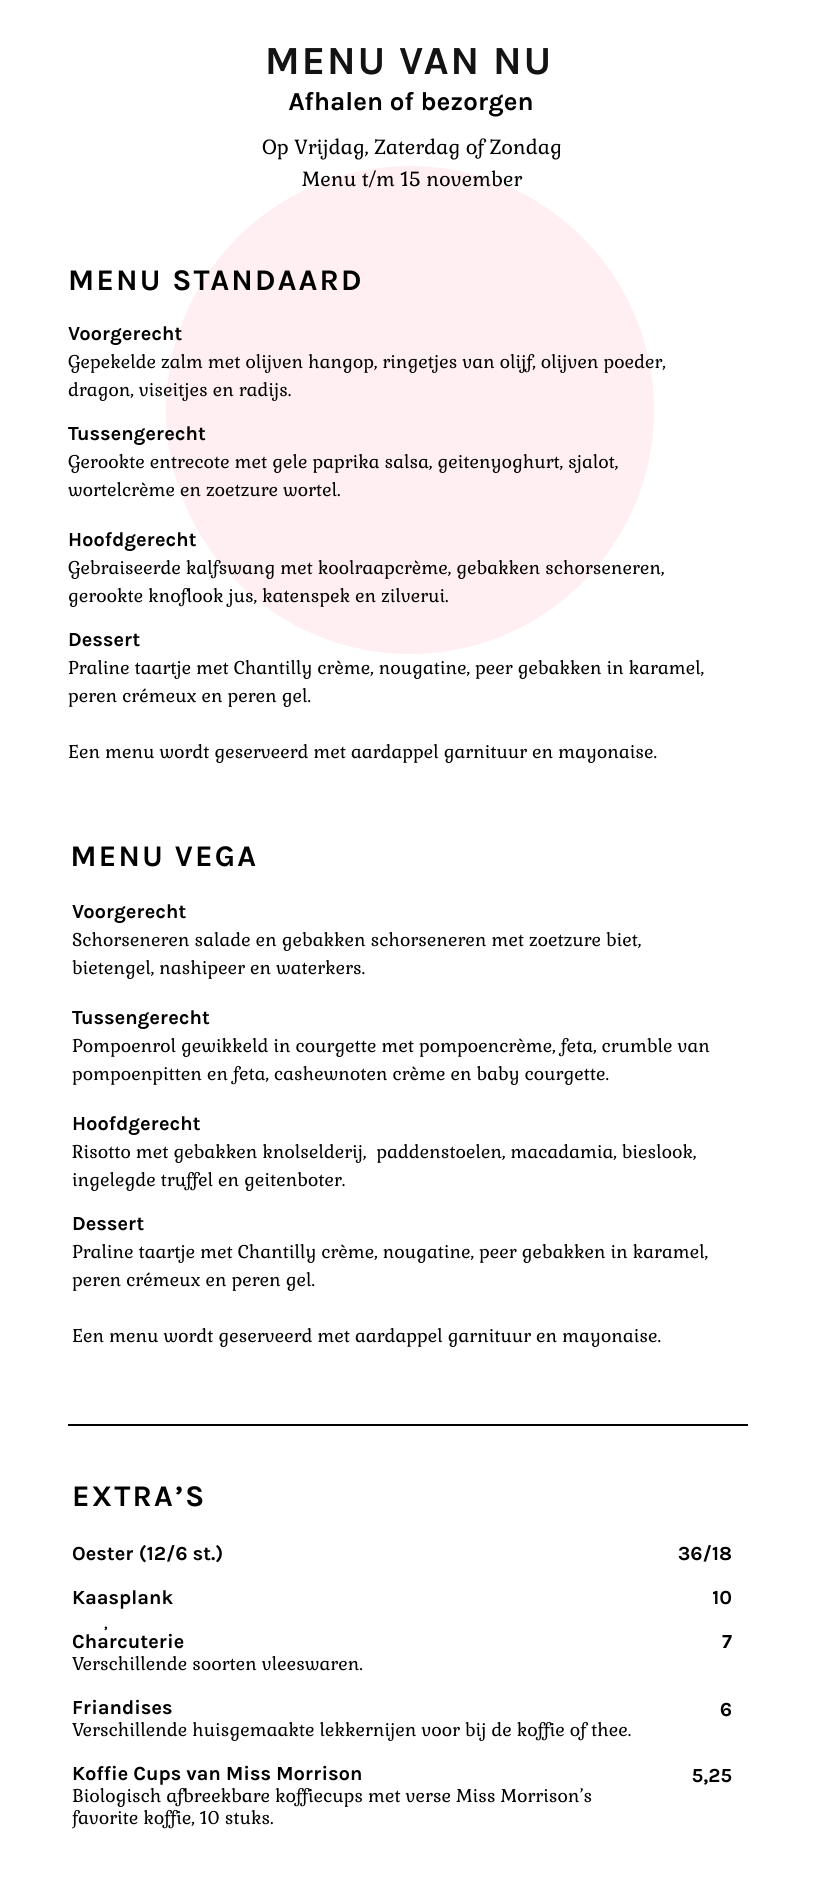 MENU VAN NU
Afhalen of bezorgen
Op Vrijdag, Zaterdag of Zondag
Menu t/m 15 november
MENU STANDAARD
Voorgerecht
Gepekelde zalm met olijven hangop, ringetjes van olijf, olijven poeder,
dragon, viseitjes en radijs.
Tussengerecht
Gerookte entrecote met gele paprika salsa, geitenyoghurt, sjalot,
wortelcrème en zoetzure wortel.
Hoofdgerecht
Gebraiseerde kalfswang met koolraapcrème, gebakken schorseneren,
gerookte knoflook jus, katenspek en zilverui.
Dessert
Praline taartje met Chantilly crème, nougatine, peer gebakken in karamel,
peren crémeux en peren gel.
Een menu wordt geserveerd met aardappel garnituur en mayonaise.
MENU VEGA
Voorgerecht
Schorseneren salade en gebakken schorseneren met zoetzure biet,
bietengel, nashipeer en waterkers.
Tussengerecht
Pompoenrol gewikkeld in courgette met pompoencrème, feta, crumble van
pompoenpitten en feta, cashewnoten crème en baby courgette.
Hoofdgerecht
Risotto met gebakken knolselderij,  paddenstoelen, macadamia, bieslook,
ingelegde truffel en geitenboter.
Dessert
Praline taartje met Chantilly crème, nougatine, peer gebakken in karamel,
peren crémeux en peren gel.
Een menu wordt geserveerd met aardappel garnituur en mayonaise.
EXTRA’S
Oester (12/6 st.) 36/18
Kaasplank 10
,
Charcuterie 7
Verschillende soorten vleeswaren.
Friandises 6
Verschillende huisgemaakte lekkernijen voor bij de koffie of thee.
Koffie Cups van Miss Morrison 5,25
Biologisch afbreekbare koffiecups met verse Miss Morrison’s
favorite koffie, 10 stuks.